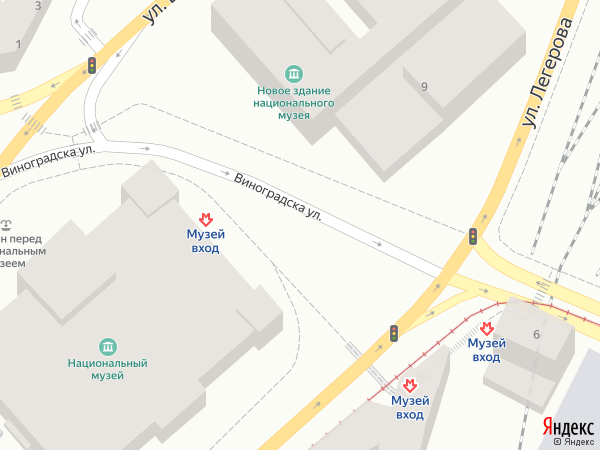 3
1
ул.
Новое здание
национального
музея
9
ул. Легерова
Виноградска ул.
Виноградска ул.
Музей
вход
н перед
нальным
зеем
Национальный
музей
6
Музей
вход
Музей
вход
Яндекс
© Яндекс